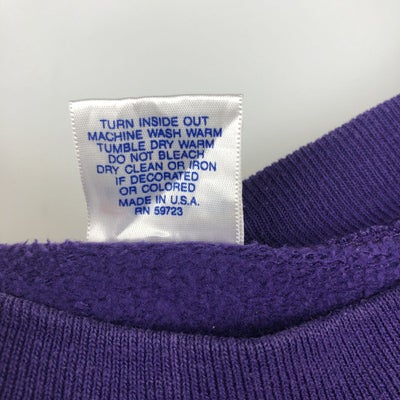 TURN INSIDE OUT
MACHINE WASH WARM
TUMBLE DRY WARM
DO NOT BLEACH
DRY CLEAN OR IRON
IF DECORATED
OR COLORED
MADE IN U.S.A.
RN 59723